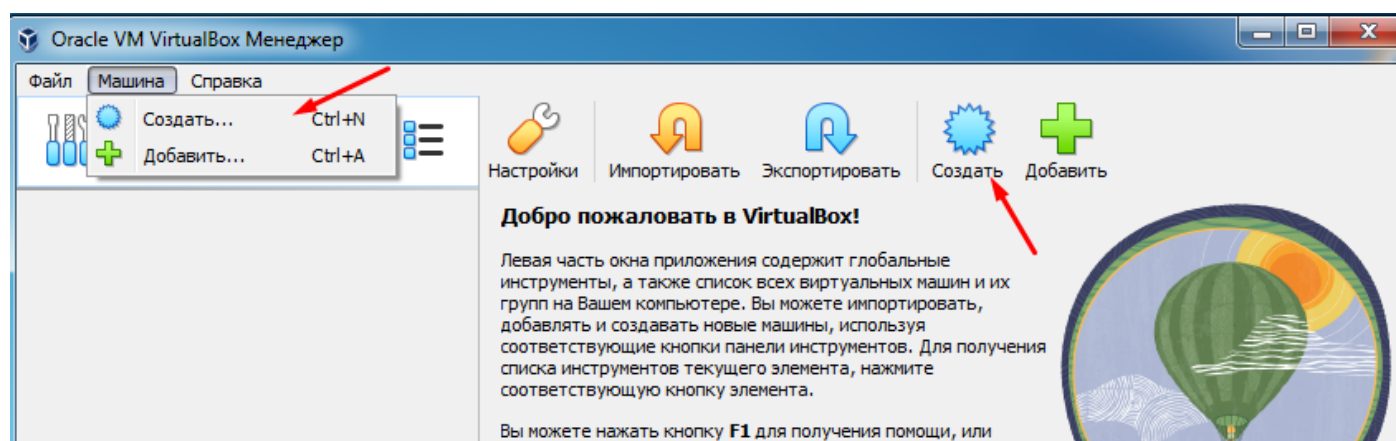 Oracle VM VirtualBox Менеджер
Файл Машина Справка
Создать... Ctrl+N
Добавить... Ctrl+A
Настройки Импортировать Экспортировать Создать Добавить
Добро пожаловать в VirtualBox!
Левая часть окна приложения содержит глобальные
инструменты, а также список всех виртуальных машин и их
групп на Вашем компьютере. Вы можете импортировать,
добавлять и создавать новые машины, используя
соответствующие кнопки панели инструментов. Для получения
списка инструментов текущего элемента, нажмите
соответствующую кнопку элемента.
Вы можете нажать кнопку F1 для получения помощи, или